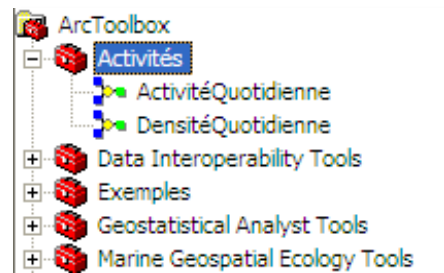 ArcToolbox
Activités
ActivitéQuotidienne
DensitéQuotidienne
Data Interoperability Tools
Exemples
Geostatistical Analyst Tools
Marine Geospatial Ecology Tools